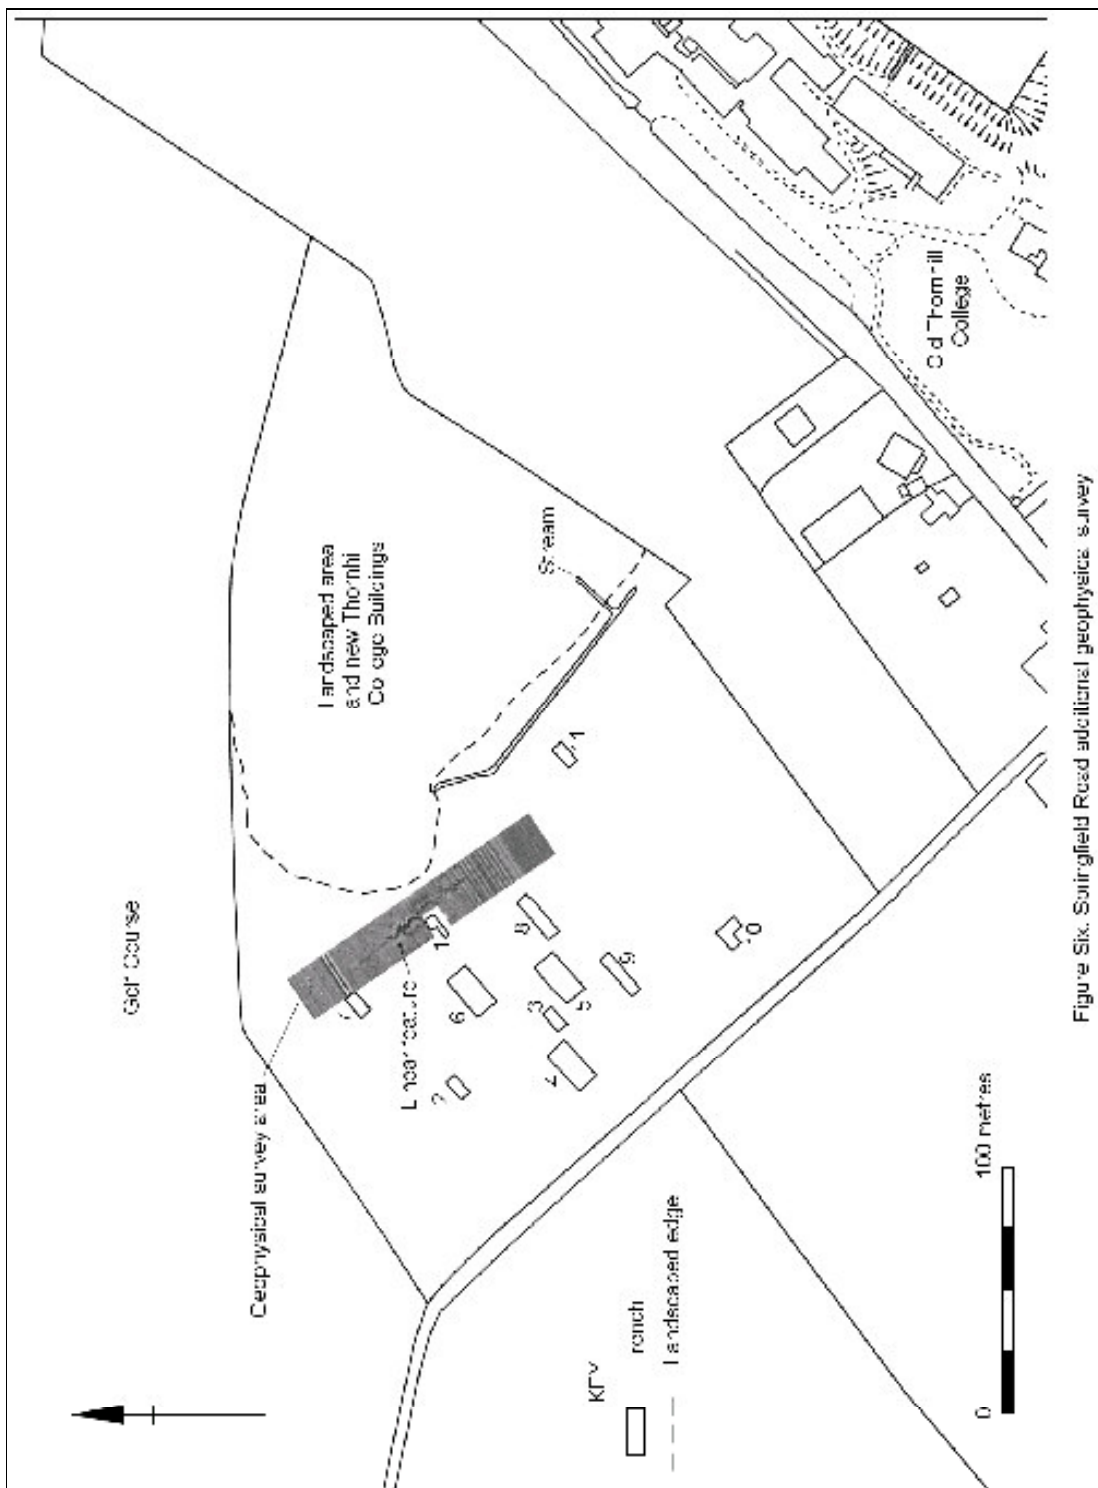 Golf Course
Geophysical survey area
Landscaped area
and new Thornhill
College Buildings
Stream
Linear feature
Old Thornhill
College
1
2
3
4
5
6
8
9
KEY
Trench
Landscaped edge
0
100 metres
Figure Six. Springfield Road additional geophysics survey